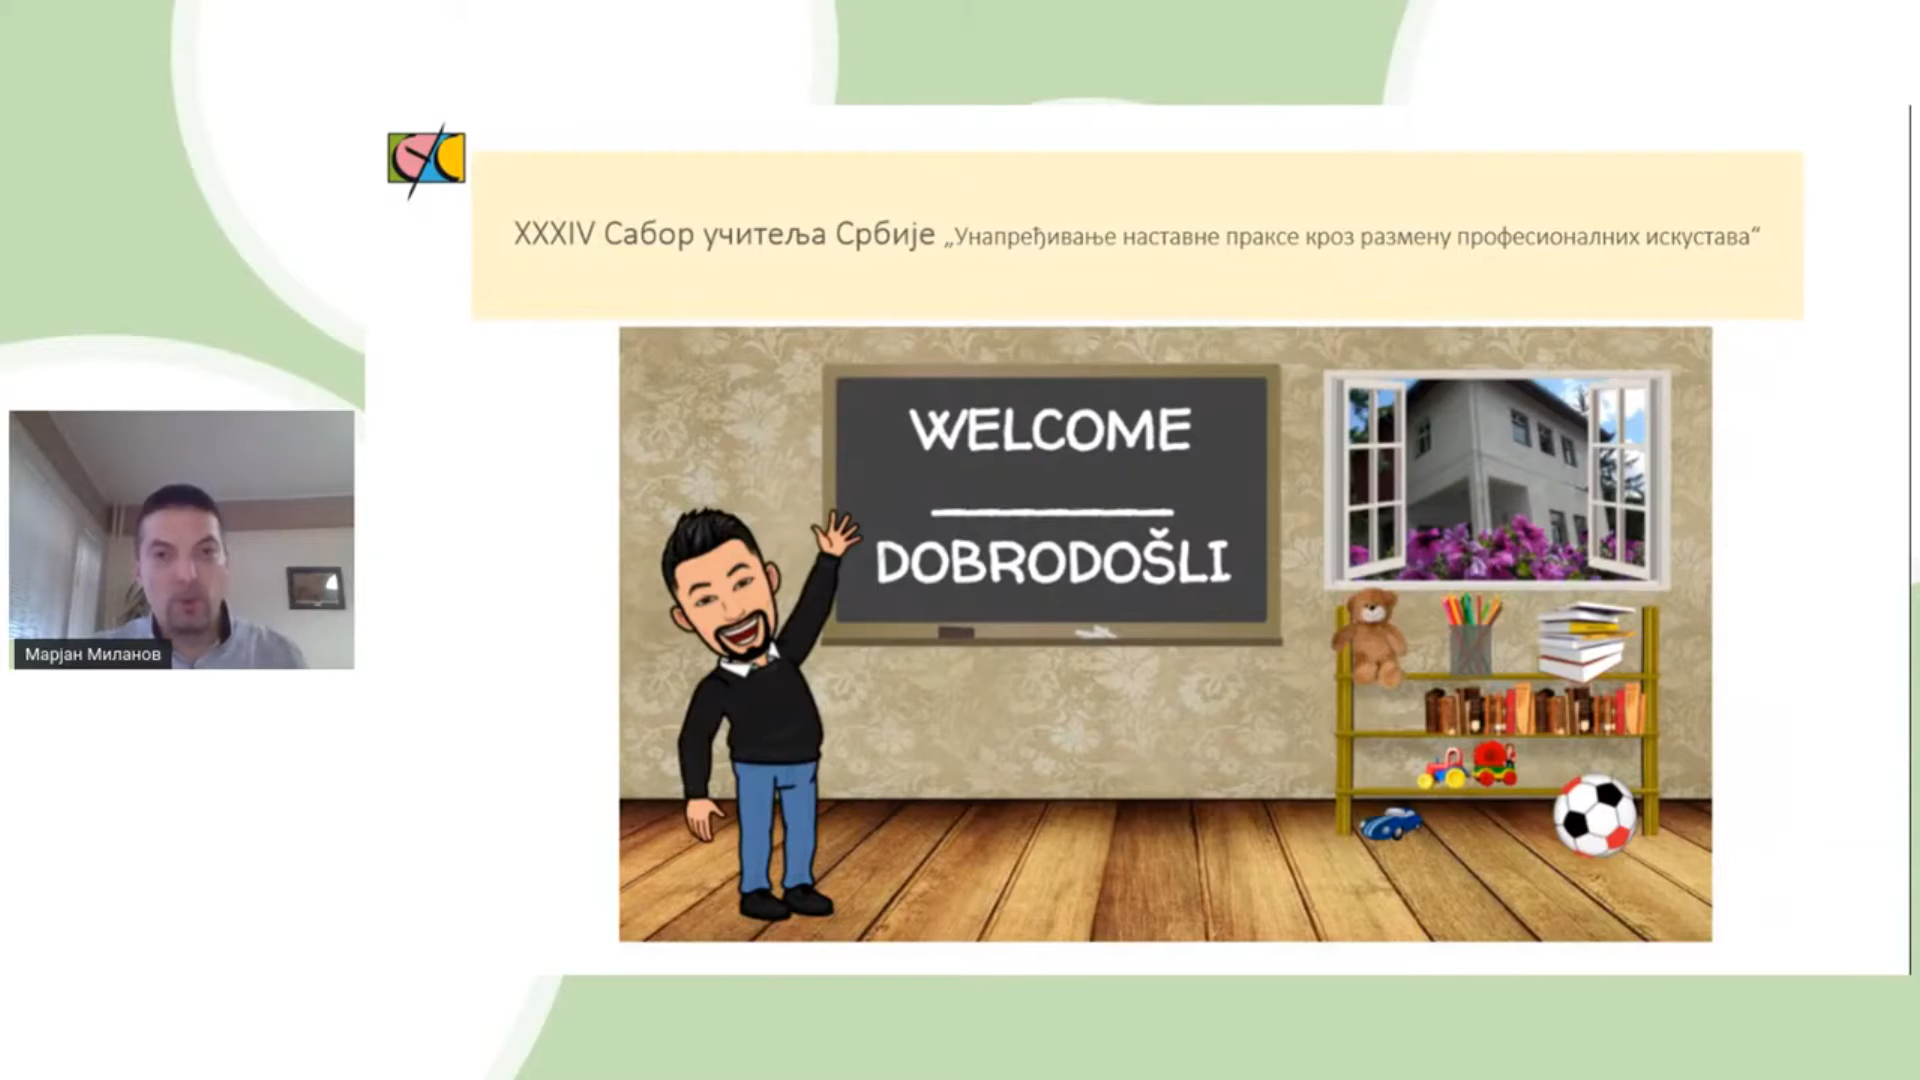 XXXIV Сабор учитеља Србије „Унапређивање наставне праксе кроз размену професионалних искустава“
WELCOME
DOBRODOŠLI
Марјан Миланов